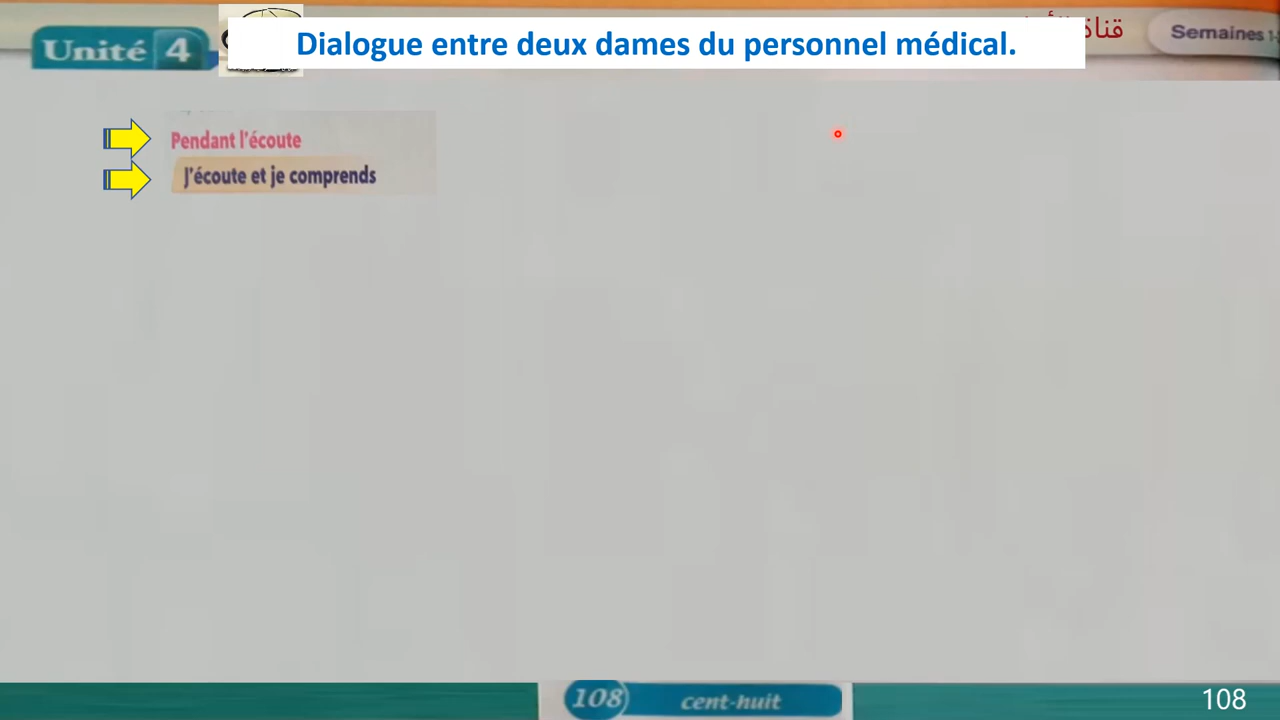 Unité 4
Dialogue entre deux dames du personnel médical.
قناة
Semaines
Pendant l'écoute
J'écoute et je comprends
108
cent-huit
108